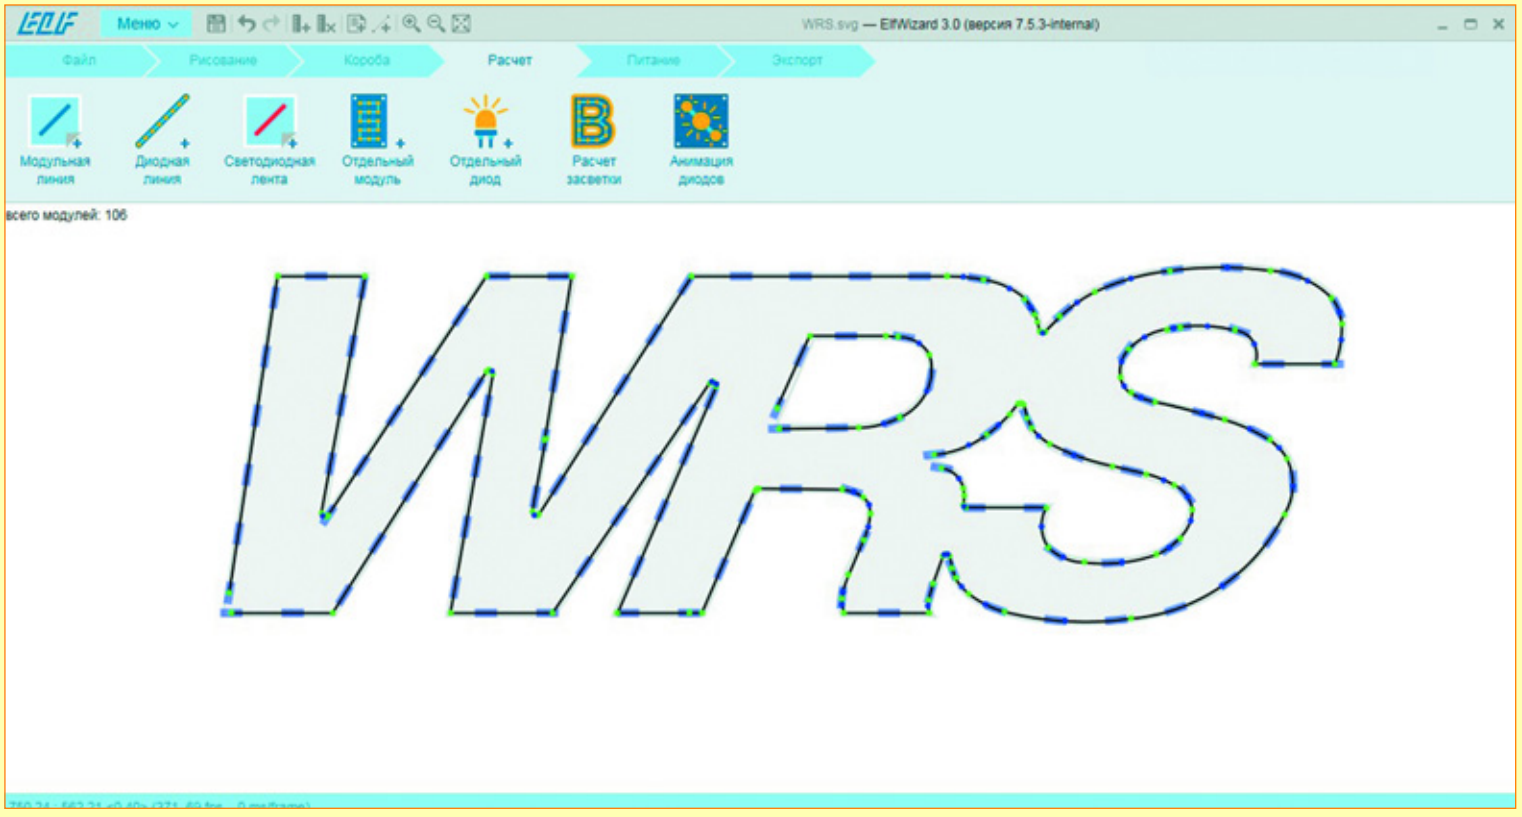 ELF Меню WRS.svg — ElfWizard 3.0 (версия 7.5.3-internal)
Файл Рисование Короба Расчет Питание Экспорт
Модульная Диодная Светодиодная Отдельный Отдельный Расчет Анимация
линия линия лента модуль диод засветки диодов
всего модулей: 106
WRS